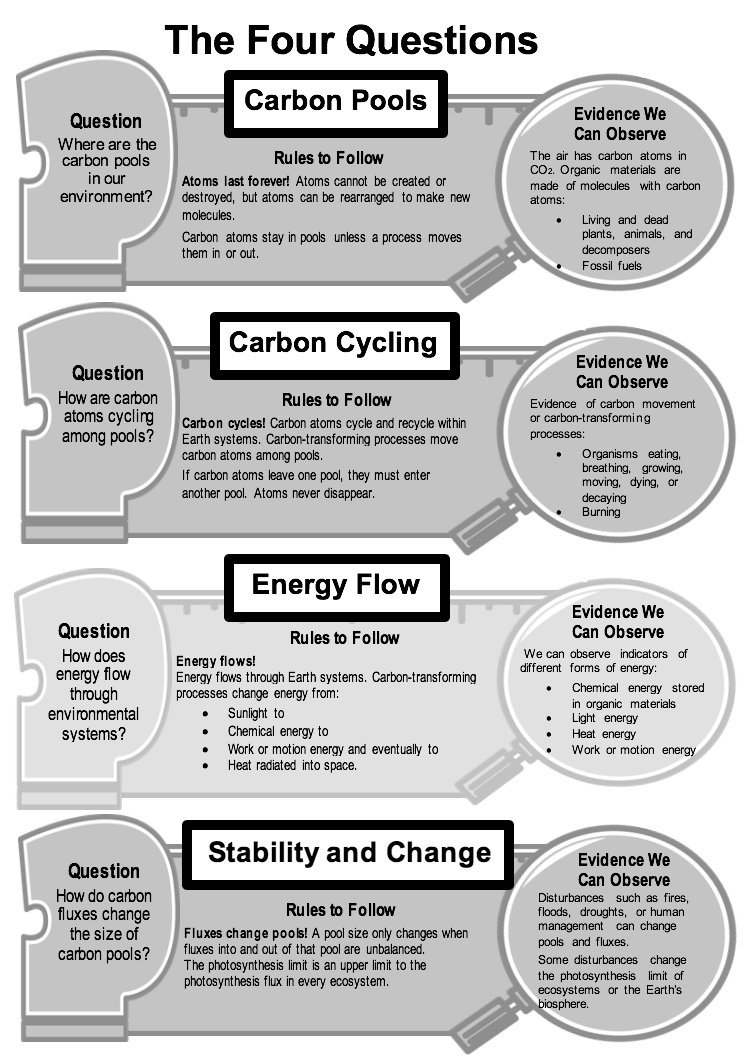 The Four Questions
Carbon Pools
Question
Where are the
carbon pools
in our
environment?
Rules to Follow
Atoms last forever! Atoms cannot be created or
destroyed, but atoms can be rearranged to make new
molecules.
Carbon atoms stay in pools unless a process moves
them in or out.
Evidence We
Can Observe
The air has carbon atoms in
CO₂. Organic materials are
made of molecules with carbon
atoms:
• Living and dead
plants, animals, and
decomposers
• Fossil fuels
Carbon Cycling
Question
How are carbon
atoms cycling
among pools?
Rules to Follow
Carbon cycles! Carbon atoms cycle and recycle within
Earth systems. Carbon-transforming processes move
carbon atoms among pools.
If carbon atoms leave one pool, they must enter
another pool. Atoms never disappear.
Evidence We
Can Observe
Evidence of carbon movement
or carbon-transforming
processes:
• Organisms eating,
breathing, growing,
moving, dying, or
decaying
• Burning
Energy Flow
Question
How does
energy flow
through
environmental
systems?
Rules to Follow
Energy flows!
Energy flows through Earth systems. Carbon-transforming
processes change energy from:
• Sunlight to
• Chemical energy to
• Work or motion energy and eventually to
• Heat radiated into space.
Evidence We
Can Observe
We can observe indicators of
different forms of energy:
• Chemical energy stored
in organic materials
• Light energy
• Heat energy
• Work or motion energy
Stability and Change
Question
How do carbon
fluxes change
the size of
carbon pools?
Rules to Follow
Fluxes change pools! A pool size only changes when
fluxes into and out of that pool are unbalanced.
The photosynthesis limit is an upper limit to the
photosynthesis flux in every ecosystem.
Evidence We
Can Observe
Disturbances such as fires,
floods, droughts, or human
management can change
pools and fluxes.
Some disturbances change
the photosynthesis limit of
ecosystems or the Earth's
biosphere.